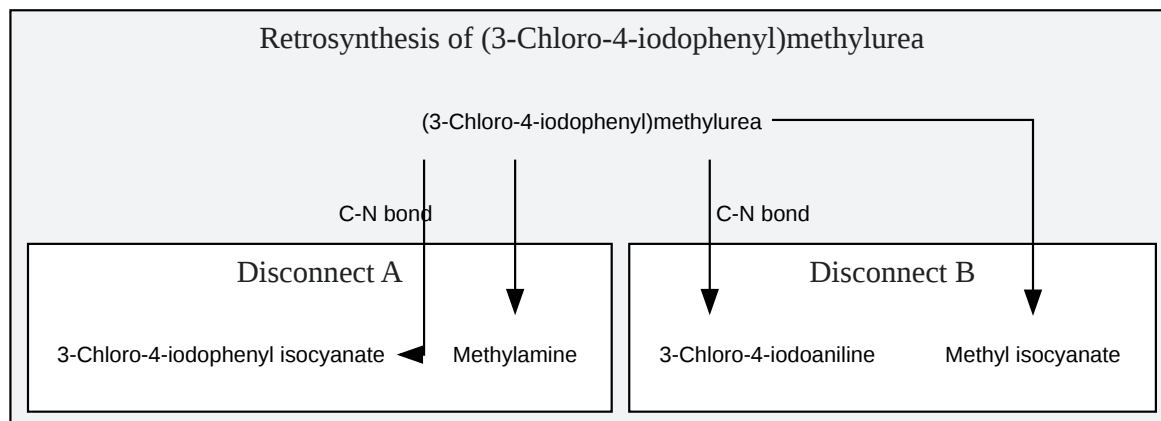 Retrosynthesis of (3-Chloro-4-iodophenyl)methylurea
(3-Chloro-4-iodophenyl)methylurea
C-N bond
C-N bond
Disconnect A
Disconnect B
3-Chloro-4-iodophenyl isocyanate
Methylamine
3-Chloro-4-iodoaniline
Methyl isocyanate